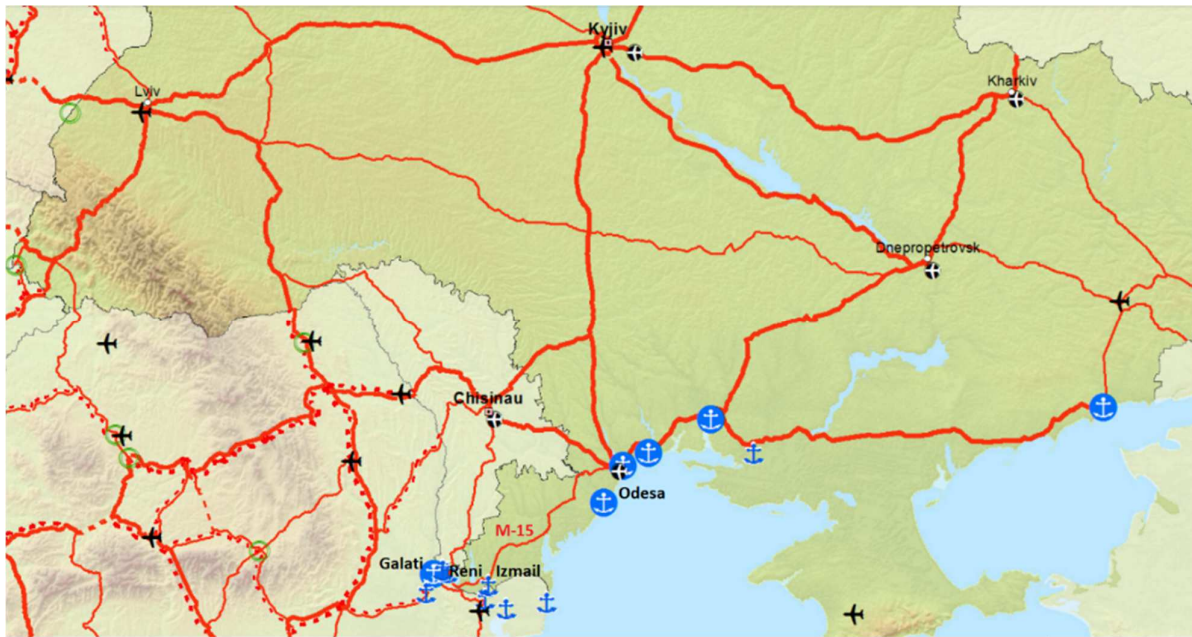 Kyjiv
Lviv
Kharkiv
Dnepropetrovsk
Chisinau
Odesa
M-15
Galati
Reni
Izmail